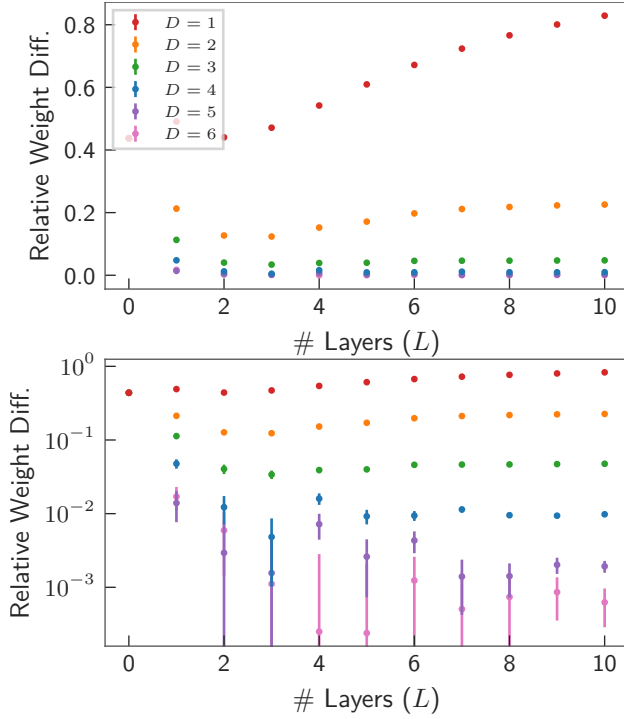 0.8
0.6
0.4
0.2
0.0
Relative Weight Diff.
D = 1
D = 2
D = 3
D = 4
D = 5
D = 6
0 2 4 6 8 10
# Layers (L)
10⁰
10⁻¹
10⁻²
10⁻³
Relative Weight Diff.
0 2 4 6 8 10
# Layers (L)